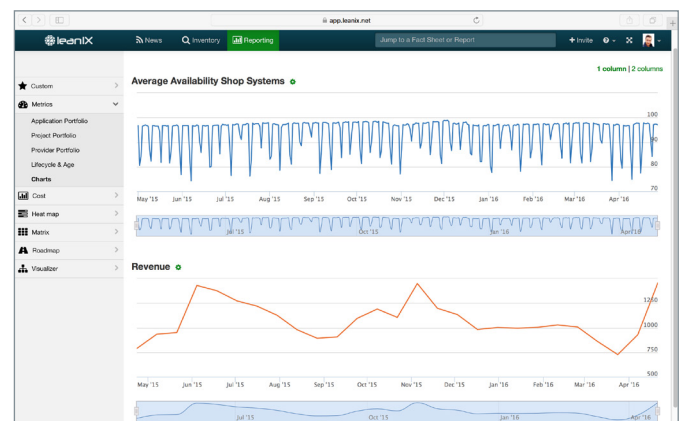 app.leanix.net
leanIX
News
Inventory
Reporting
Jump to a Fact Sheet or Report
Invite
1 column | 2 columns
Custom
Metrics
Application Portfolio
Project Portfolio
Provider Portfolio
Lifecycle & Age
Charts
Cost
Heat map
Matrix
Roadmap
Visualizer
Average Availability Shop Systems
100
90
80
70
May '15 Jun '15 Jul '15 Aug '15 Sep '15 Oct '15 Nov '15 Dec '15 Jan '16 Feb '16 Mar '16 Apr '16
Jul '15 Oct '15 Jan '16 Apr '16
Revenue
1250
1000
750
500
May '15 Jun '15 Jul '15 Aug '15 Sep '15 Oct '15 Nov '15 Dec '15 Jan '16 Feb '16 Mar '16 Apr '16
Jul '15 Oct '15 Jan '16 Apr '16